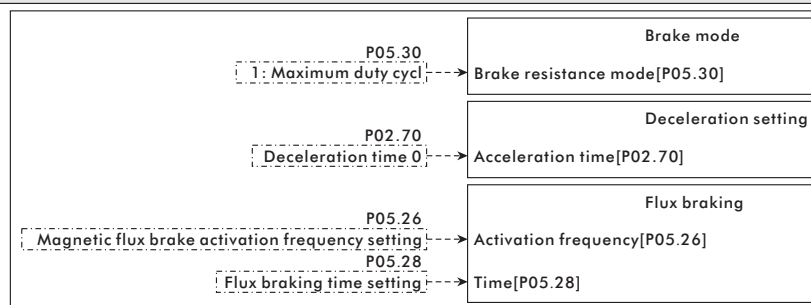 Brake mode
P05.30
1: Maximum duty cycl
Brake resistance mode[P05.30]
Deceleration setting
P02.70
Deceleration time 0
Acceleration time[P02.70]
Flux braking
P05.26
Magnetic flux brake activation frequency setting
Activation frequency[P05.26]
P05.28
Flux braking time setting
Time[P05.28]